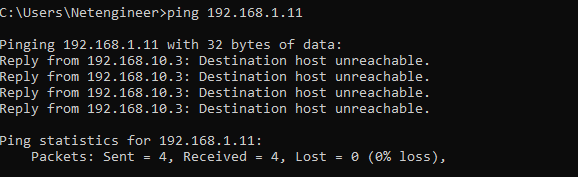 C:\Users\Netengineer>ping 192.168.1.11
Pinging 192.168.1.11 with 32 bytes of data:
Reply from 192.168.10.3: Destination host unreachable.
Reply from 192.168.10.3: Destination host unreachable.
Reply from 192.168.10.3: Destination host unreachable.
Reply from 192.168.10.3: Destination host unreachable.
Ping statistics for 192.168.1.11:
    Packets: Sent = 4, Received = 4, Lost = 0 (0% loss),